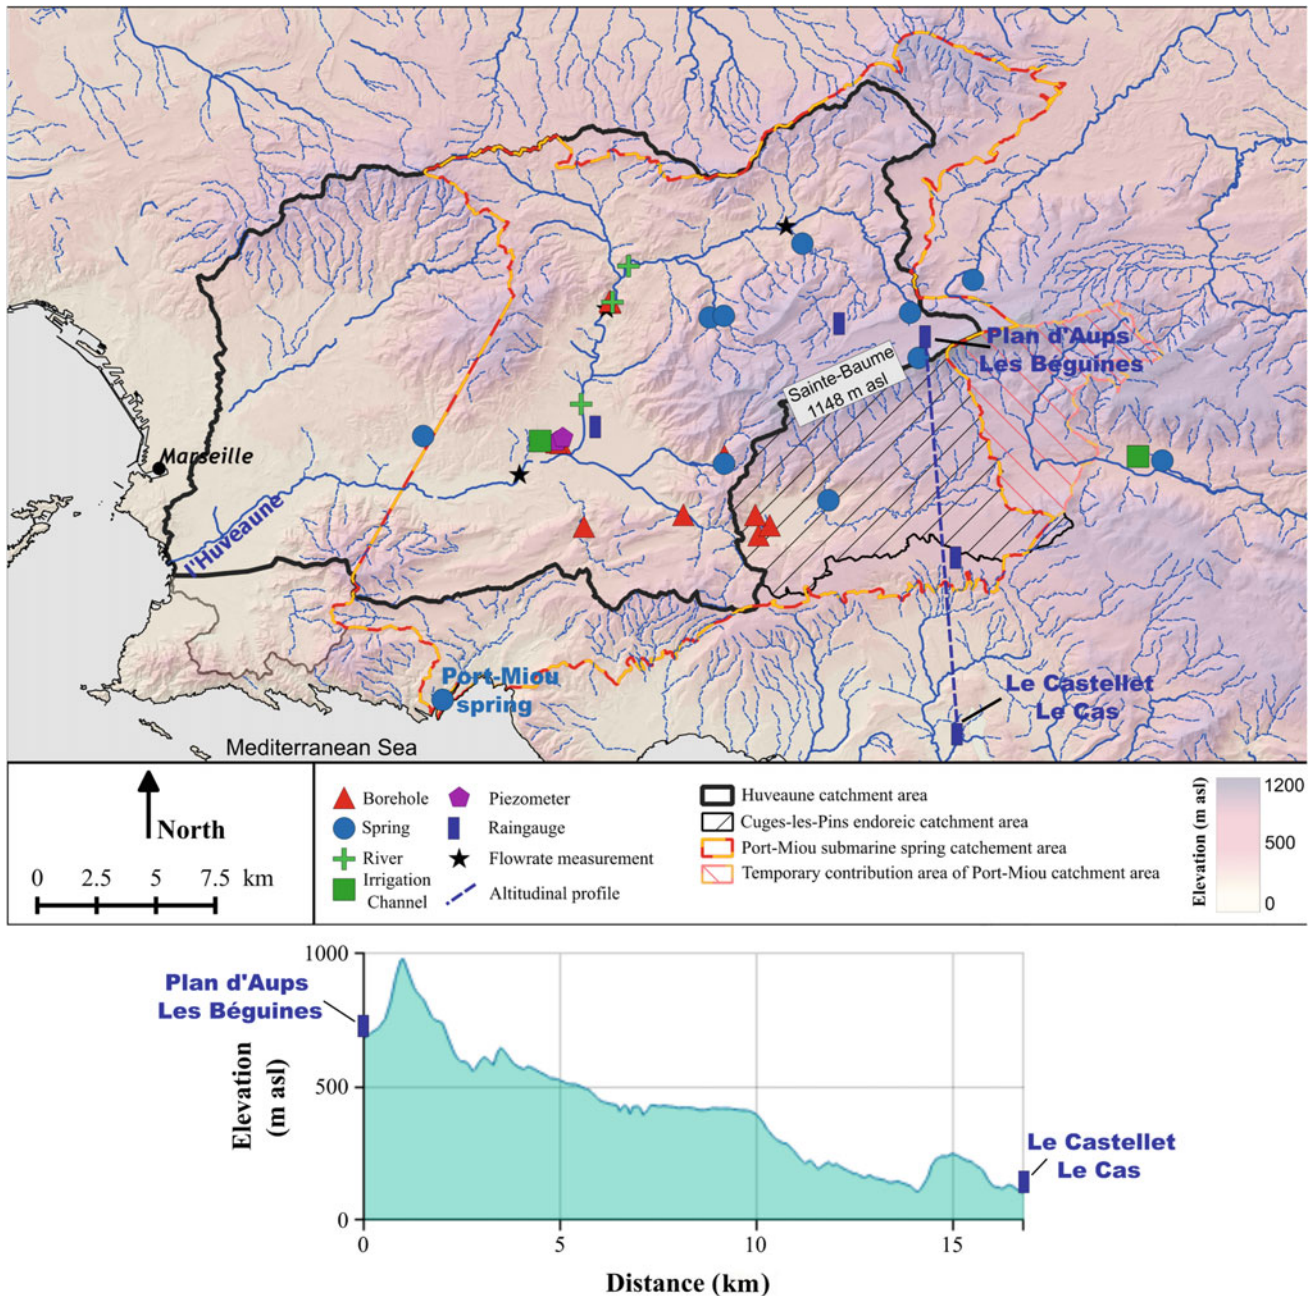 Plan d'Aups
Les Béguines
Sainte-Baume
1148 m asl
Marseille
l'Huveaune
Port-Miou
spring
Le Castellet
Le Cas
Mediterranean Sea
North
0 2.5 5 7.5 km
Borehole
Spring
River
Irrigation
Channel
Piezometer
Raingauge
Flowrate measurement
Altitudinal profile
Huveaune catchment area
Cuges-les-Pins endoreic catchment area
Port-Miou submarine spring catchement area
Temporary contribution area of Port-Miou catchment area
Elevation (m asl)
1200
500
0
Plan d'Aups
Les Béguines
Elevation
(m asl)
1000
500
0
Le Castellet
Le Cas
0 5 10 15
Distance (km)